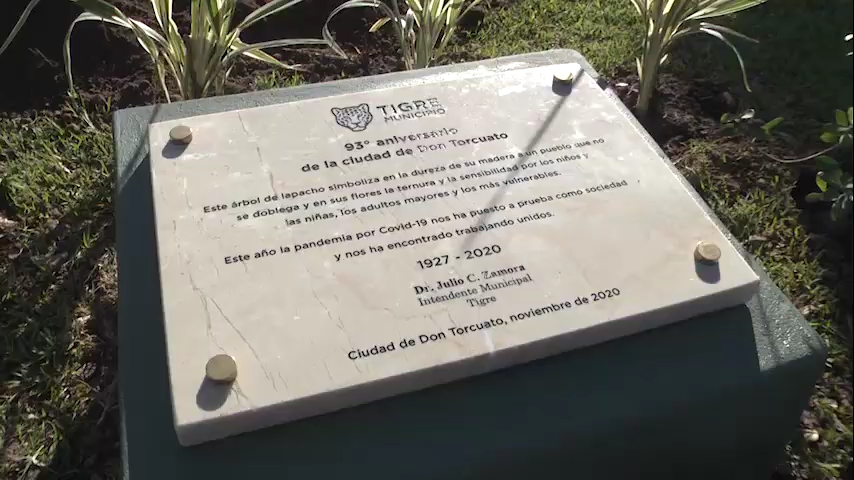 TIGRE
MUNICIPIO
93° aniversario
de la ciudad de Don Torcuato
Este árbol de lapacho simboliza en la dureza de su madera a un pueblo que no
se doblega y en sus flores la ternura y la sensibilidad por los niños y
las niñas, los adultos mayores y los más vulnerables.
Este año la pandemia por Covid-19 nos ha puesto a prueba como sociedad
y nos ha encontrado trabajando unidos.
1927 - 2020
Dr. Julio C. Zamora
Intendente Municipal
Tigre
Ciudad de Don Torcuato, noviembre de 2020